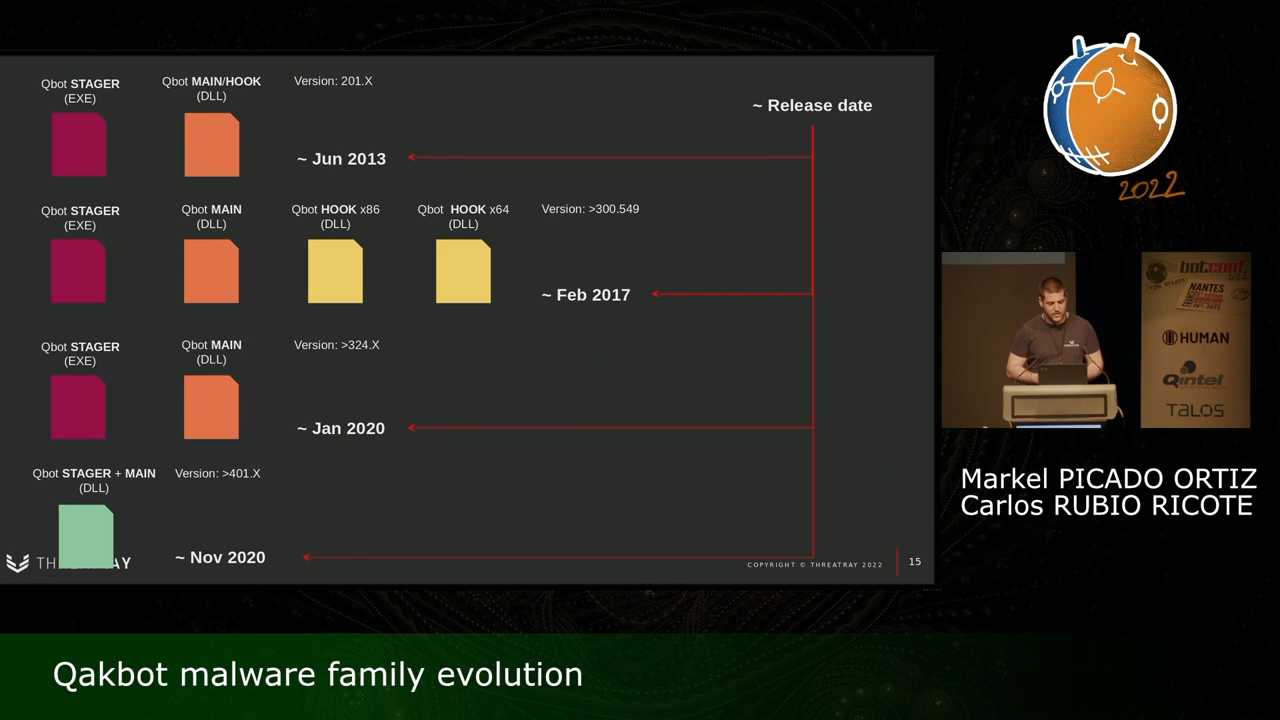 Qbot STAGER
(EXE)
Qbot MAIN/HOOK
(DLL)
Version: 201.X
~ Release date
~ Jun 2013
Qbot STAGER
(EXE)
Qbot MAIN
(DLL)
Qbot HOOK x86
(DLL)
Qbot HOOK x64
(DLL)
Version: >300.549
~ Feb 2017
Qbot STAGER
(EXE)
Qbot MAIN
(DLL)
Version: >324.X
~ Jan 2020
Qbot STAGER + MAIN
(DLL)
Version: >401.X
~ Nov 2020
COPYRIGHT © THREATRAY 2022
15
2022
botconf
NANTES
HUMAN
Qintel
TALOS
Markel PICADO ORTIZ
Carlos RUBIO RICOTE
Qakbot malware family evolution